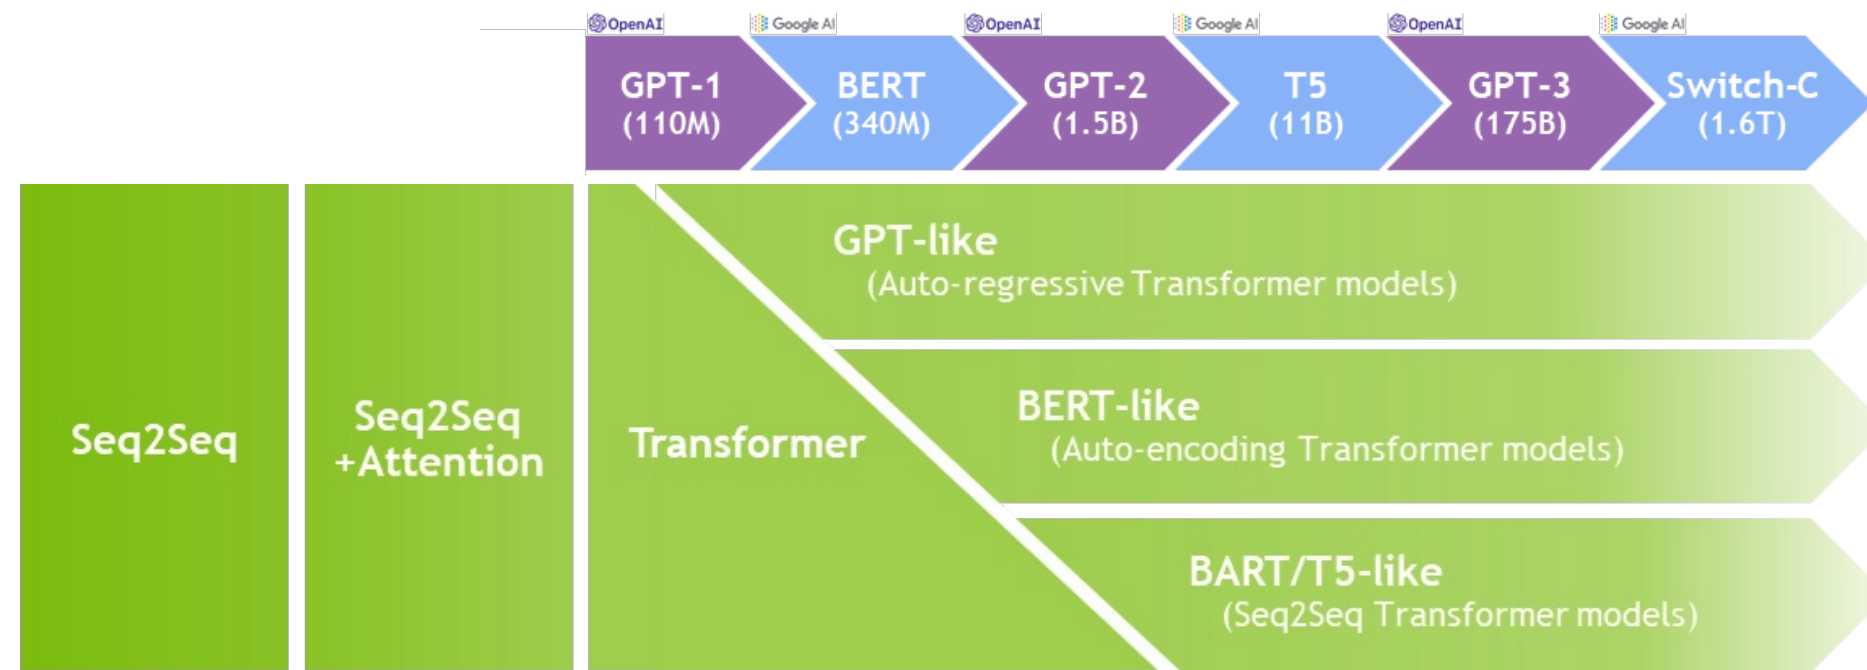 OpenAI
Google AI
OpenAI
Google AI
OpenAI
Google AI
GPT-1
(110M)
BERT
(340M)
GPT-2
(1.5B)
T5
(11B)
GPT-3
(175B)
Switch-C
(1.6T)
Seq2Seq
Seq2Seq
+Attention
Transformer
GPT-like
(Auto-regressive Transformer models)
BERT-like
(Auto-encoding Transformer models)
BART/T5-like
(Seq2Seq Transformer models)